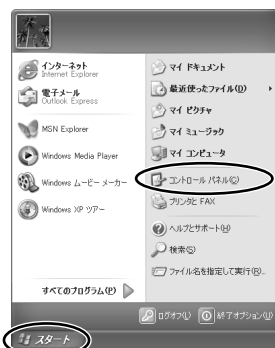 インターネット
Internet Explorer
電子メール
Outlook Express
MSN Explorer
Windows Media Player
Windows ムービー メーカー
Windows XP ツアー
すべてのプログラム(P)
マイ ドキュメント
最近使ったファイル(D)
マイ ピクチャ
マイ ミュージック
マイ コンピュータ
コントロール パネル(C)
プリンタと FAX
ヘルプとサポート(H)
検索(S)
ファイル名を指定して実行(R)...
ログオフ(L)
終了オプション(U)
スタート